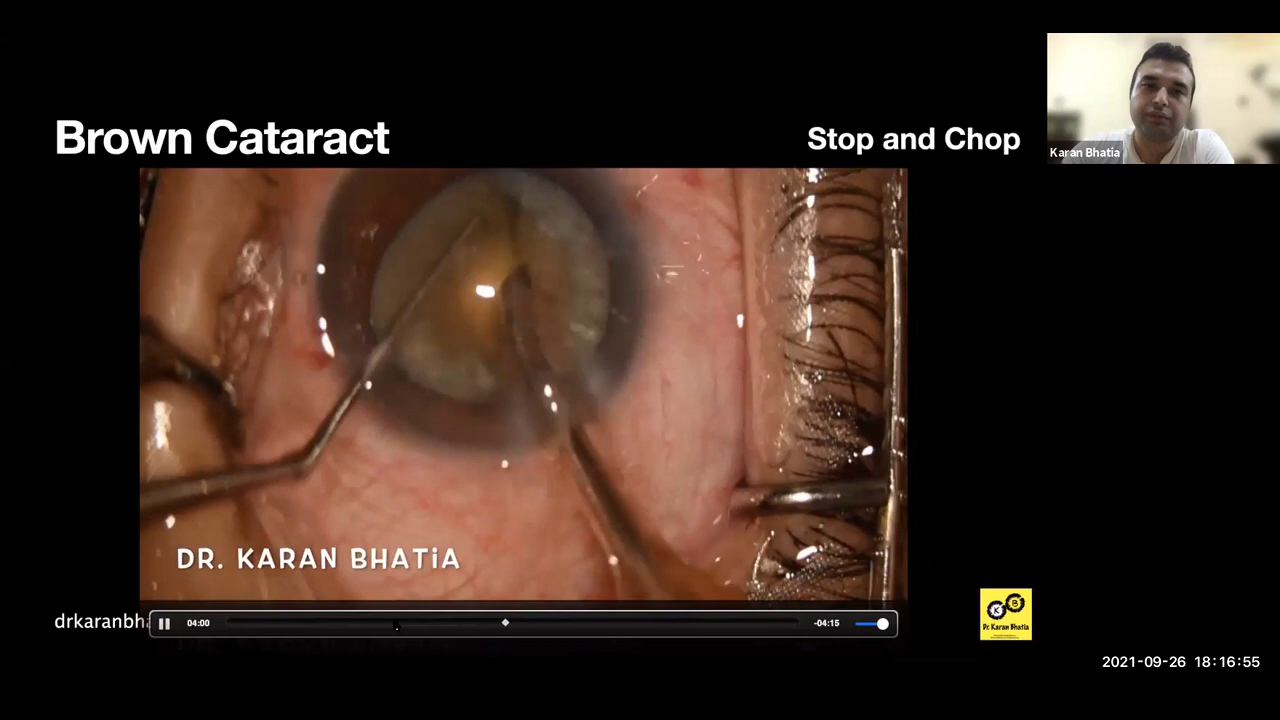 Brown Cataract
Stop and Chop
Karan Bhatia
DR. KARAN BHATiA
drkaranbha
04:00
-04:15
K B
Dr. Karan Bhatia
2021-09-26 18:16:55